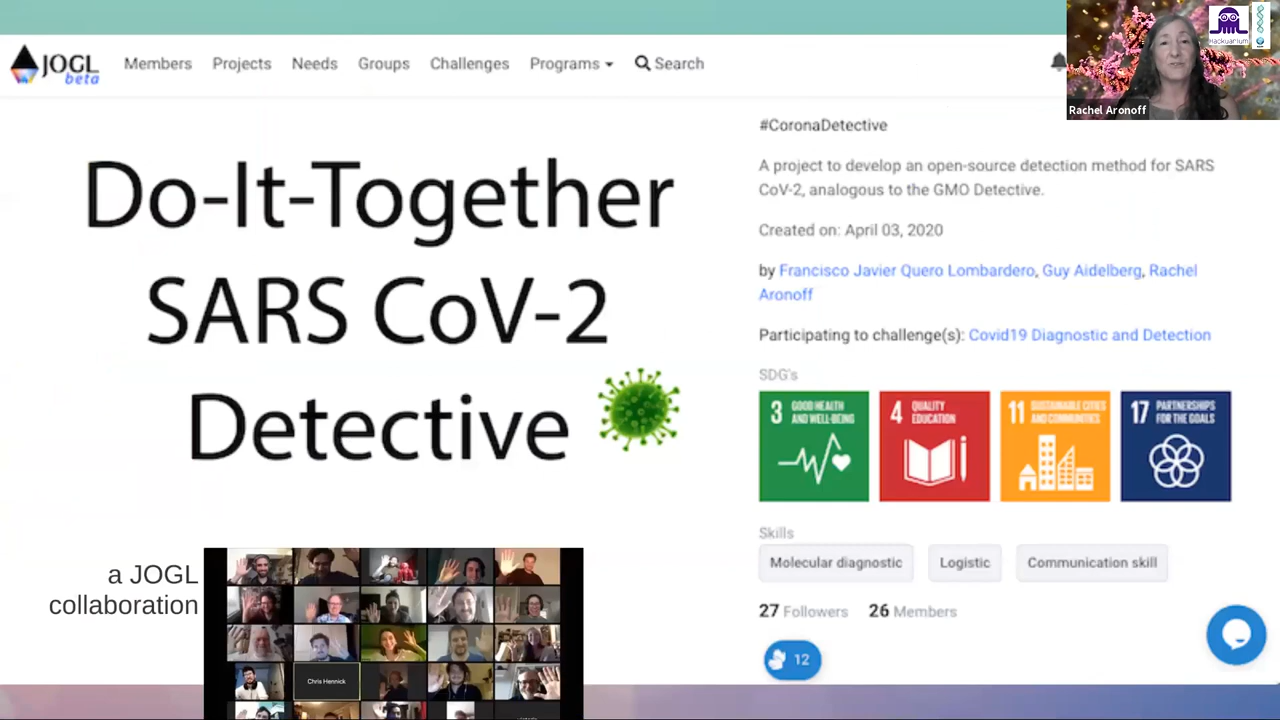 JOGL
beta
Members
Projects
Needs
Groups
Challenges
Programs
Search
Hackuarium
Rachel Aronoff
Do-It-Together
SARS CoV-2
Detective
a JOGL
collaboration
Chris Hennick
#CoronaDetective
A project to develop an open-source detection method for SARS
CoV-2, analogous to the GMO Detective.
Created on: April 03, 2020
by Francisco Javier Quero Lombardero, Guy Aidelberg, Rachel
Aronoff
Participating to challenge(s): Covid19 Diagnostic and Detection
SDG's
3 GOOD HEALTH
AND WELL-BEING
4 QUALITY
EDUCATION
11 SUSTAINABLE CITIES
AND COMMUNITIES
17 PARTNERSHIPS
FOR THE GOALS
Skills
Molecular diagnostic
Logistic
Communication skill
27 Followers 26 Members
12